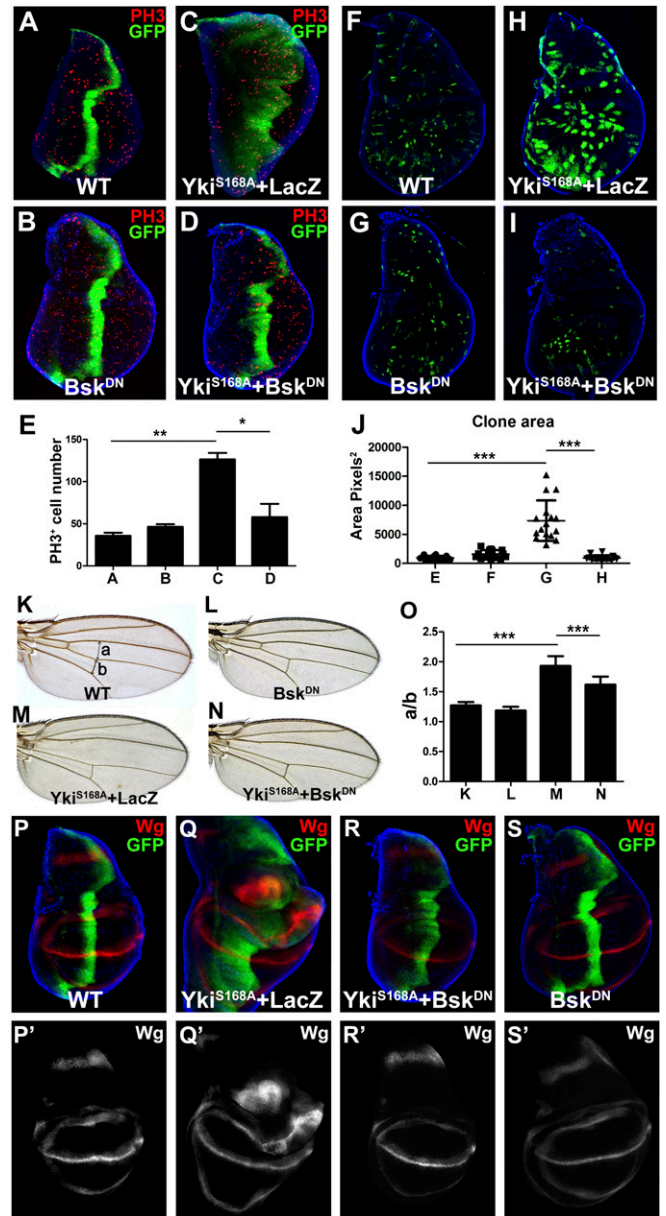 A PH3 GFP WT
C PH3 GFP Yki^S168A+LacZ
F WT
H Yki^S168A+LacZ
B PH3 GFP Bsk^DN
D PH3 GFP Yki^S168A+Bsk^DN
G Bsk^DN
I Yki^S168A+Bsk^DN
E
PH3+ cell number
150
100
50
0
A B C D
** *
J
Clone area
Area Pixels²
20000
15000
10000
5000
0
E F G H
*** ***
K a b WT
L Bsk^DN
M Yki^S168A+LacZ
N Yki^S168A+Bsk^DN
O
a/b
2.5
2.0
1.5
1.0
0.5
0.0
K L M N
*** ***
P Wg GFP WT
Q Wg GFP Yki^S168A+LacZ
R Wg GFP Yki^S168A+Bsk^DN
S Wg GFP Bsk^DN
P' Wg
Q' Wg
R' Wg
S' Wg